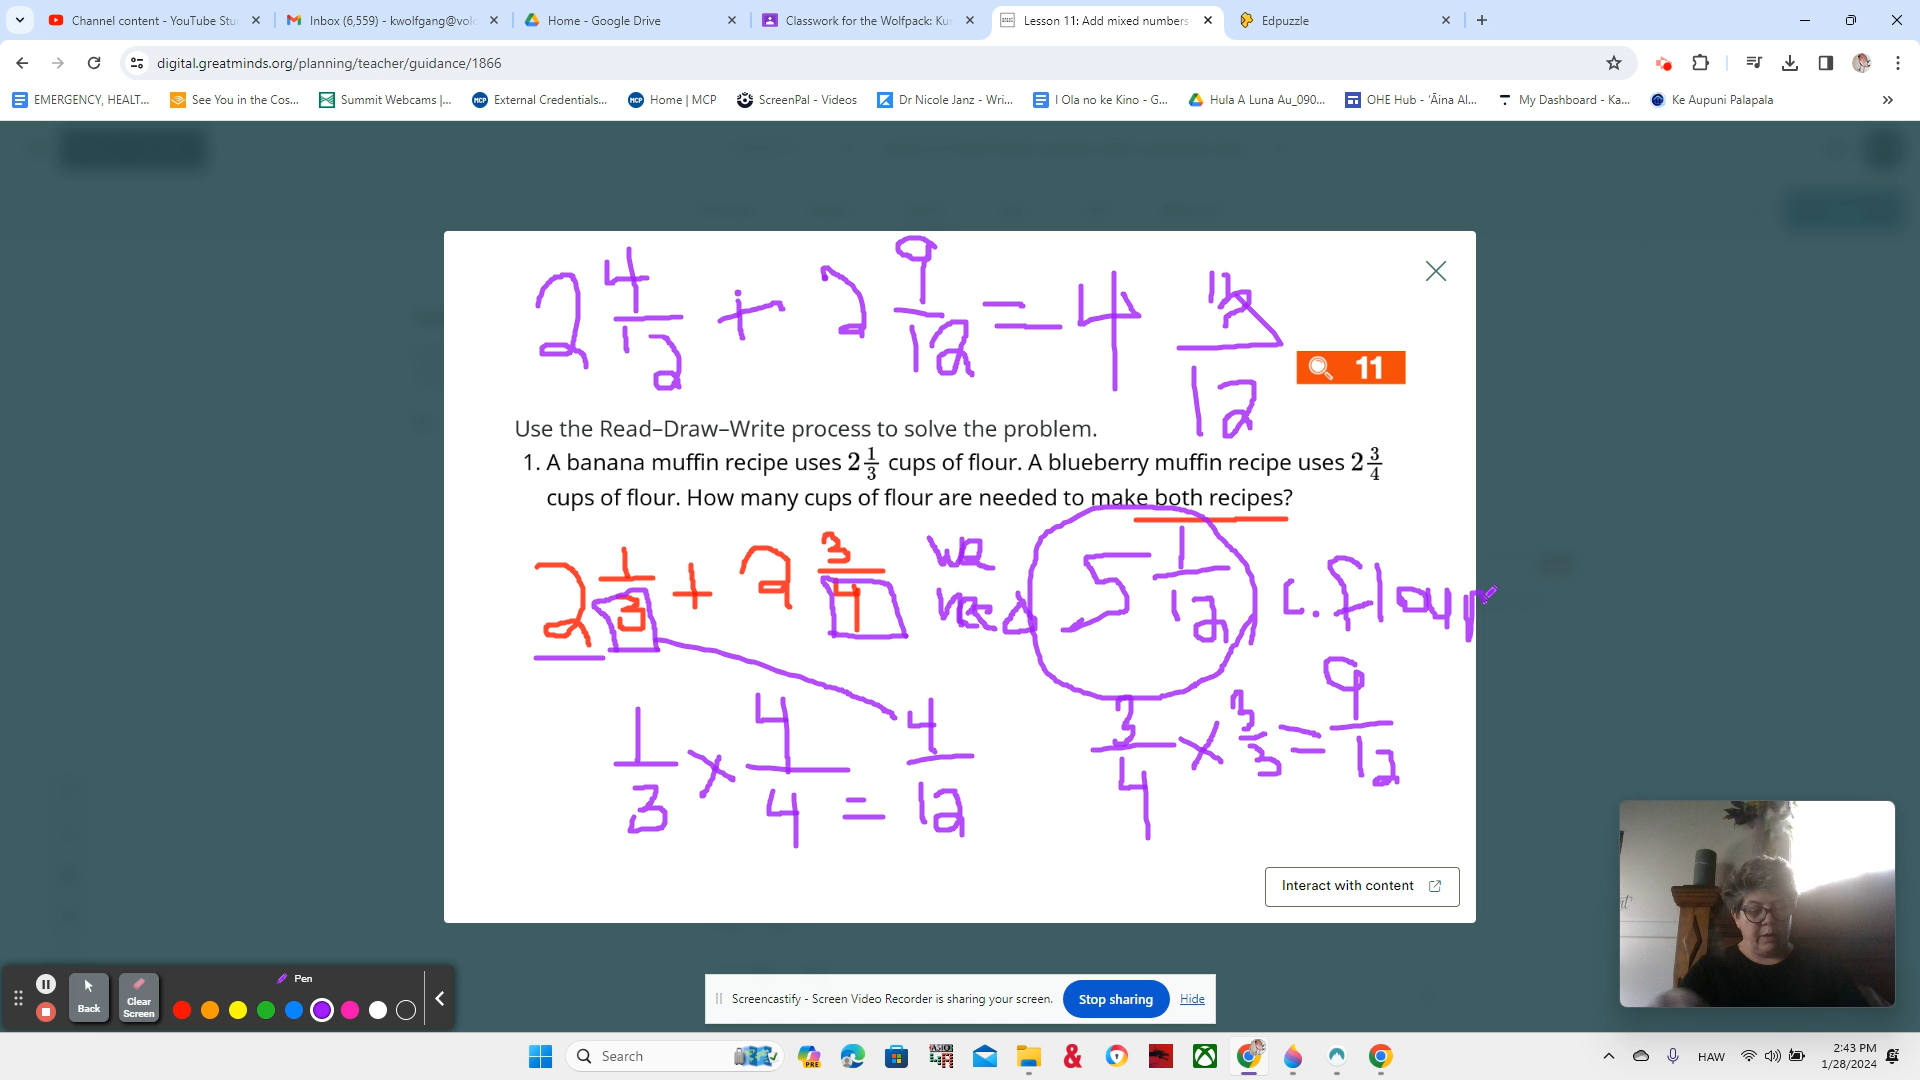 Channel content - YouTube Stu
Inbox (6,559) - kwolfgang@volc
Home - Google Drive
Classwork for the Wolfpack: Kur
Lesson 11: Add mixed numbers
Edpuzzle
digital.greatminds.org/planning/teacher/guidance/1866
EMERGENCY, HEALT...
See You in the Cos...
Summit Webcams |...
External Credentials...
Home | MCP
ScreenPal - Videos
Dr Nicole Janz - Wri...
I Ola no ke Kino - G...
Hula A Luna Au_090...
OHE Hub - ʻĀina Al...
My Dashboard - Ka...
Ke Aupuni Palapala
2 4/12 + 2 9/12 = 4 /12
11
Use the Read–Draw–Write process to solve the problem.
1. A banana muffin recipe uses 2 1/3 cups of flour. A blueberry muffin recipe uses 2 3/4
cups of flour. How many cups of flour are needed to make both recipes?
2 1/3 + 2 3/4
we
need 5 1/12 c. flour
1/3 × 4/4 = 4/12
3/4 × 3/3 = 9/12
Interact with content
Pen
Back
Clear
Screen
Screencastify - Screen Video Recorder is sharing your screen.
Stop sharing
Hide
Search
HAW
2:43 PM
1/28/2024